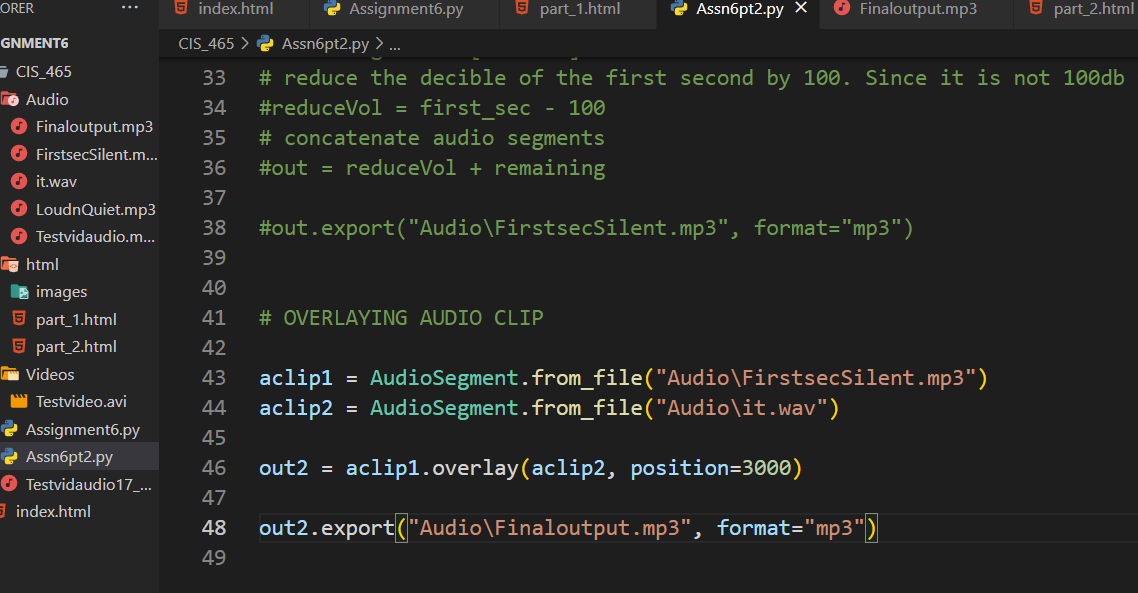 ORER ...
index.html Assignment6.py part_1.html Assn6pt2.py Finaloutput.mp3 part_2.html
GNMENT6
CIS_465
Audio
Finaloutput.mp3
FirstsecSilent.m...
it.wav
LoudnQuiet.mp3
Testvidaudio.m...
html
images
part_1.html
part_2.html
Videos
Testvideo.avi
Assignment6.py
Assn6pt2.py
Testvidaudio17_...
index.html
CIS_465 > Assn6pt2.py > ...
33 # reduce the decible of the first second by 100. Since it is not 100db
34 #reduceVol = first_sec - 100
35 # concatenate audio segments
36 #out = reduceVol + remaining
37
38 #out.export("Audio\FirstsecSilent.mp3", format="mp3")
39
40
41 # OVERLAYING AUDIO CLIP
42
43 aclip1 = AudioSegment.from_file("Audio\FirstsecSilent.mp3")
44 aclip2 = AudioSegment.from_file("Audio\it.wav")
45
46 out2 = aclip1.overlay(aclip2, position=3000)
47
48 out2.export("Audio\Finaloutput.mp3", format="mp3")
49